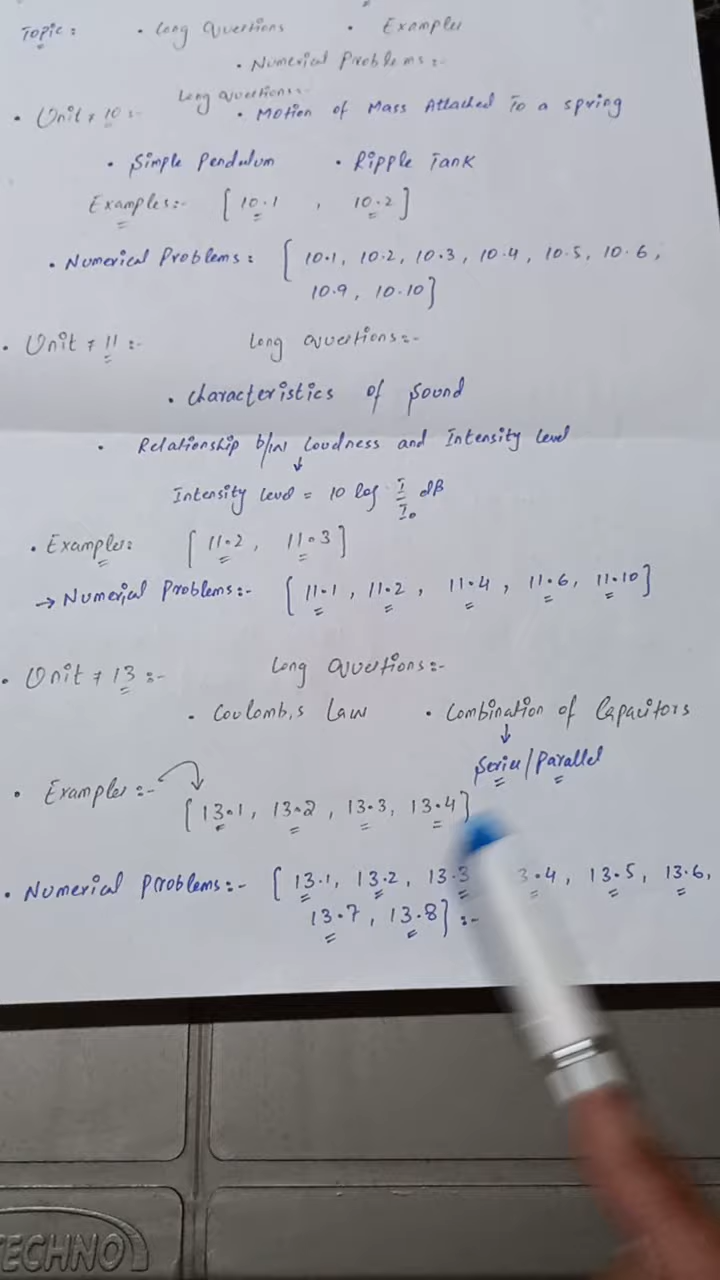 Topic: • Long Questions • Examples
• Numerical Problems:-
• Unit # 10:- Long Questions:-
• Motion of Mass Attached To a spring
• Simple Pendulum • Ripple Tank
Examples:- [10.1 , 10.2]
• Numerical Problems: [10.1, 10.2, 10.3, 10.4, 10.5, 10.6,
10.9, 10.10]
• Unit # 11:- Long Questions:-
• Characteristics of Sound
• Relationship b/w Loudness and Intensity Level
↓
Intensity Level = 10 log I/I₀ dB
• Examples: [11.2, 11.3]
→ Numerical Problems:- [11.1, 11.2, 11.4, 11.6, 11.10]
• Unit # 13:- Long Questions:-
• Coulomb,s Law • Combination of Capacitors
↓
Series/Parallel
• Examples:- [13.1, 13.2, 13.3, 13.4]
• Numerical Problems:- [13.1, 13.2, 13.3 3.4, 13.5, 13.6,
13.7, 13.8]:-
TECHNO